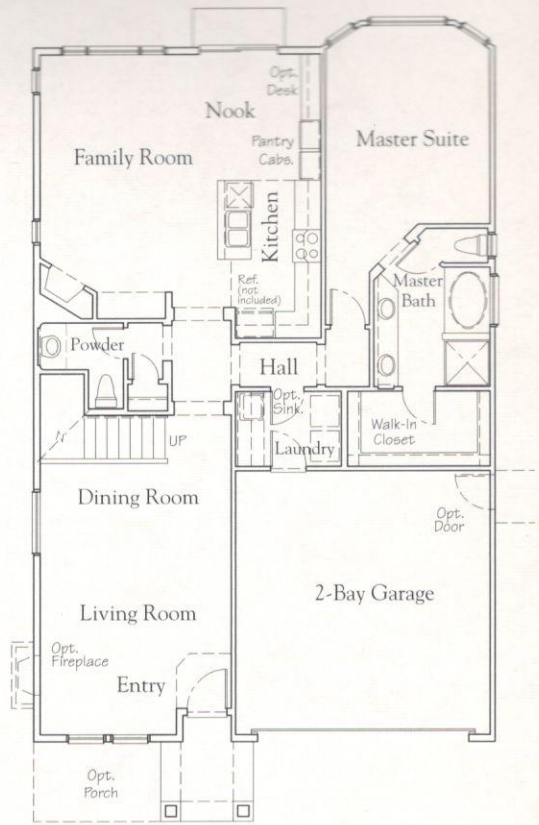 Opt.
Desk
Nook
Pantry
Cabs.
Family Room
Master Suite
Kitchen
Ref.
(not
included)
Master
Bath
Powder
Hall
Opt.
Sink.
Laundry
Walk-In
Closet
UP
Dining Room
Opt.
Door
Living Room
2-Bay Garage
Opt.
Fireplace
Entry
Opt.
Porch